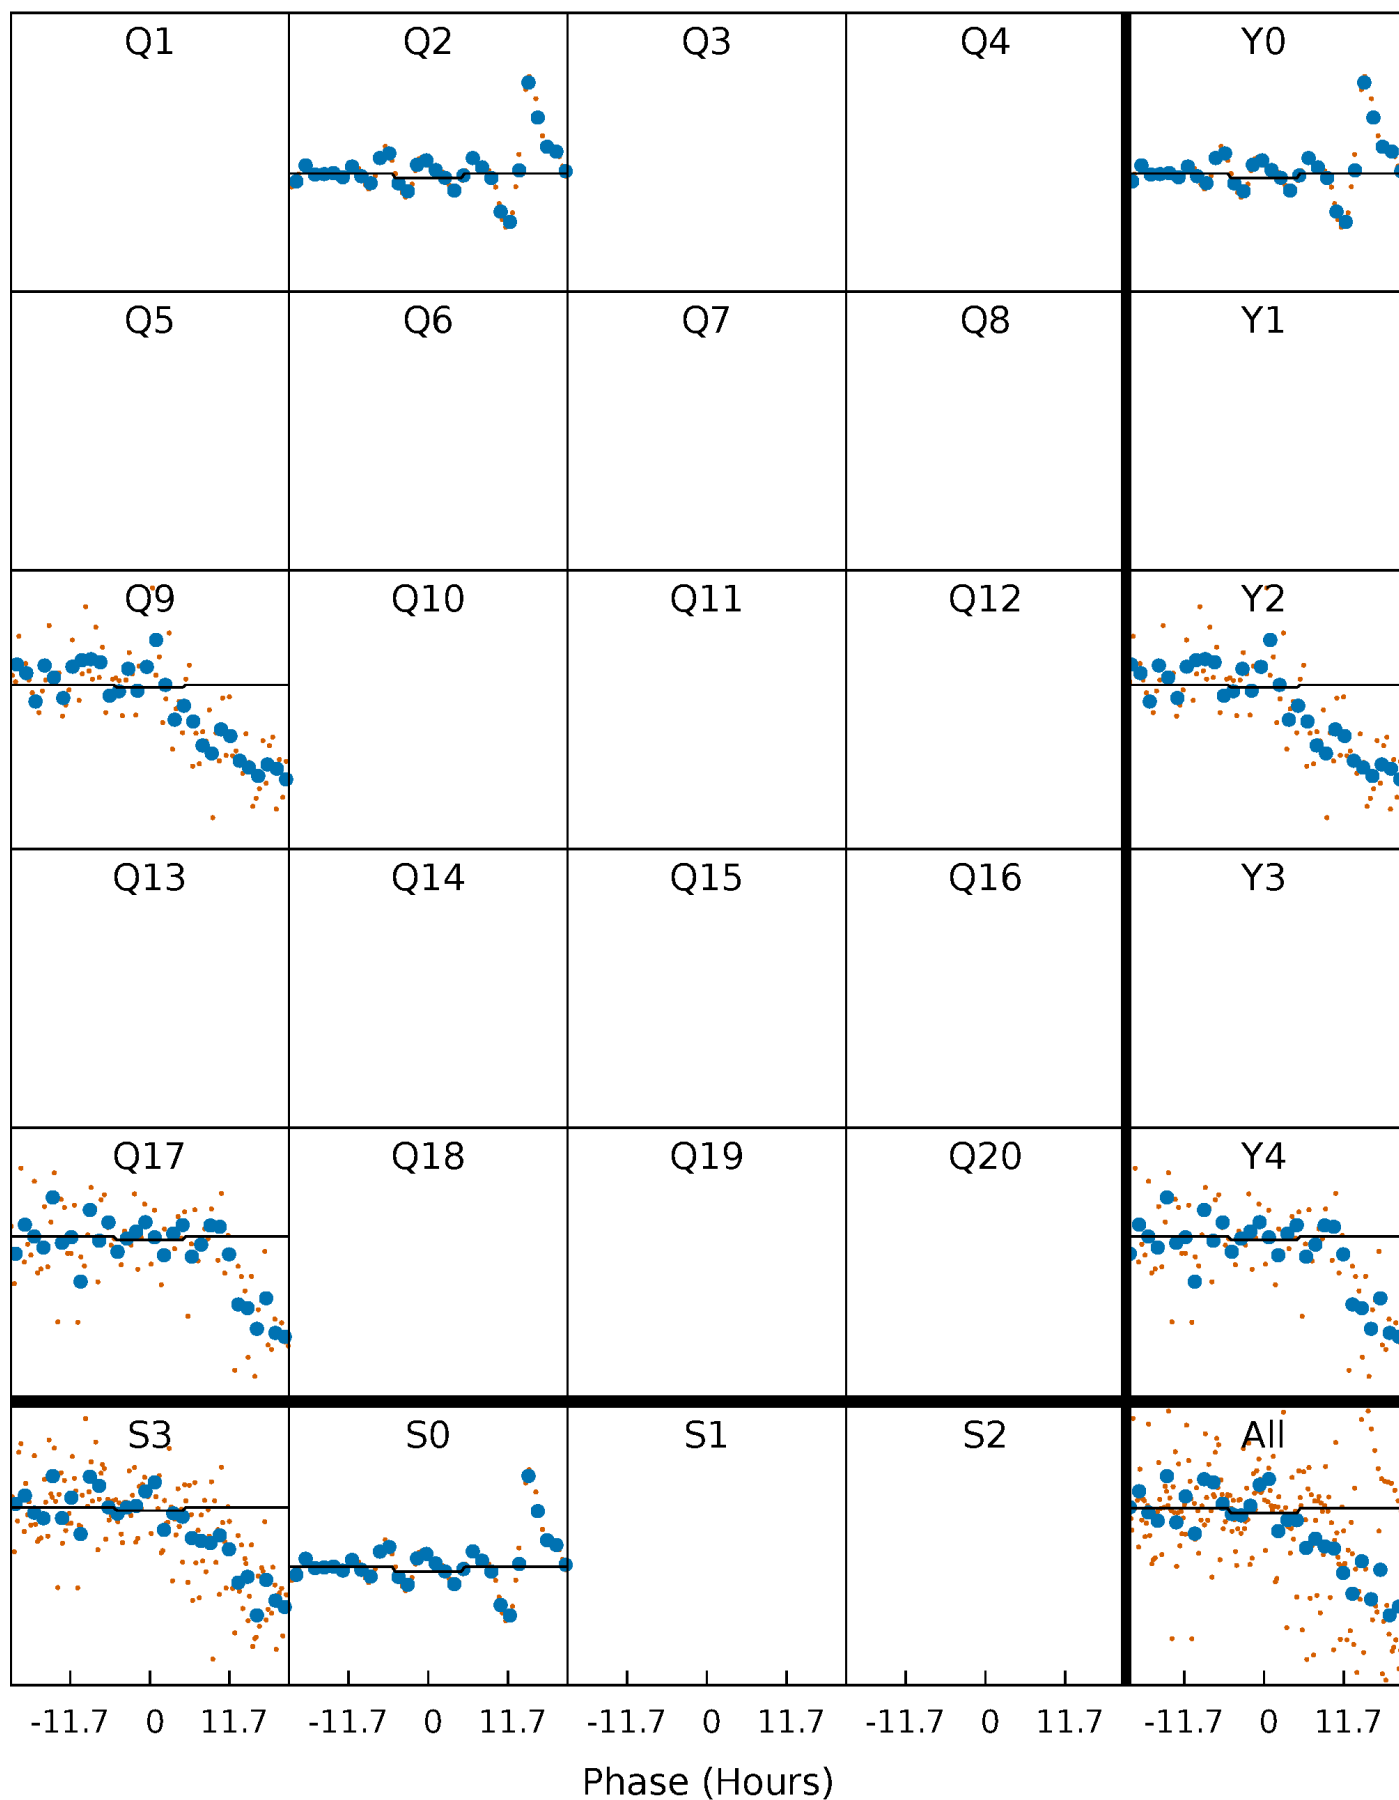 Q1 Q2 Q3 Q4 Y0
Q5 Q6 Q7 Q8 Y1
Q9 Q10 Q11 Q12 Y2
Q13 Q14 Q15 Q16 Y3
Q17 Q18 Q19 Q20 Y4
S3 S0 S1 S2 All
-11.7 0 11.7 -11.7 0 11.7 -11.7 0 11.7 -11.7 0 11.7 -11.7 0 11.7
Phase (Hours)